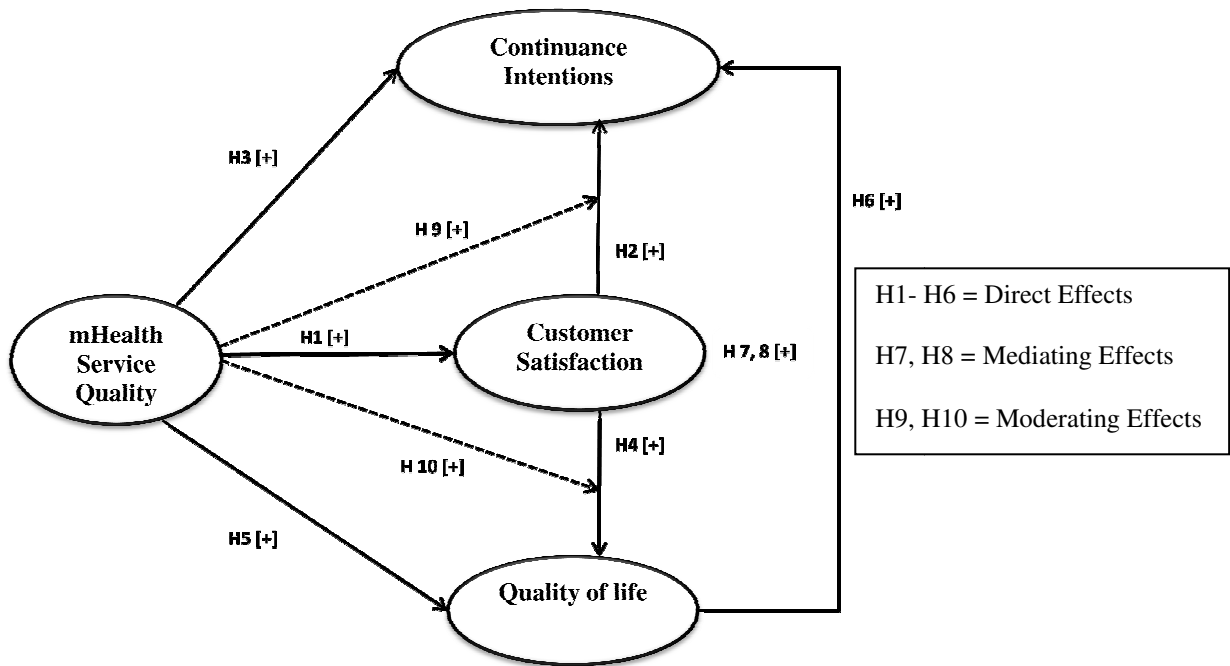 Continuance
Intentions
H3 [+]
H6 [+]
H 9 [+]
H2 [+]
mHealth
Service
Quality
H1 [+]
Customer
Satisfaction
H 7, 8 [+]
H1- H6 = Direct Effects
H7, H8 = Mediating Effects
H9, H10 = Moderating Effects
H4 [+]
H 10 [+]
H5 [+]
Quality of life